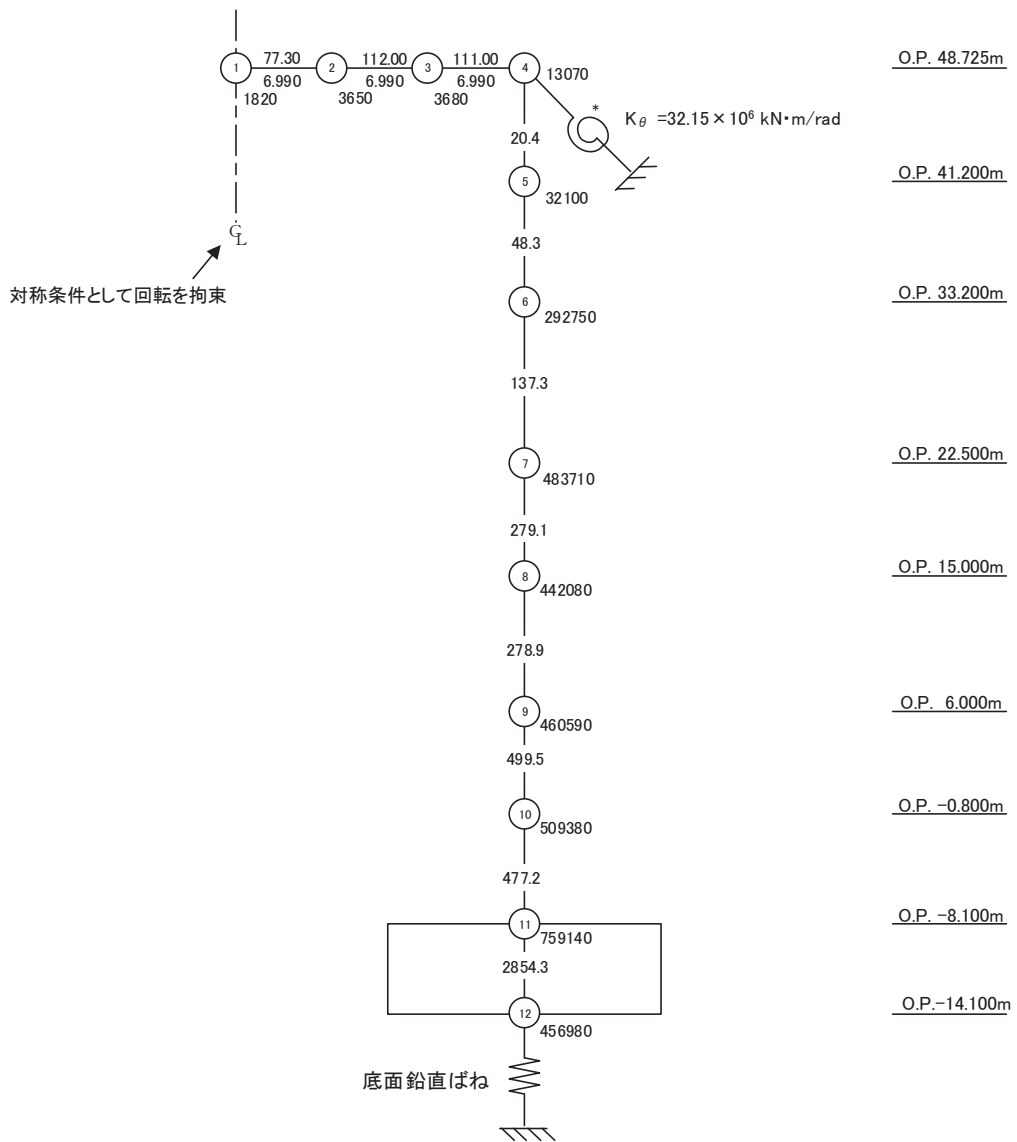 77.30 112.00 111.00
1 2 3 4
6.990 6.990 6.990
1820 3650 3680 13070
O.P. 48.725m
*
Kθ =32.15×10⁶ kN・m/rad
20.4
5
32100
O.P. 41.200m
C
L
48.3
対称条件として回転を拘束
6
292750
O.P. 33.200m
137.3
7
483710
O.P. 22.500m
279.1
8
442080
O.P. 15.000m
278.9
9
460590
O.P. 6.000m
499.5
10
509380
O.P. -0.800m
477.2
11
759140
O.P. -8.100m
2854.3
12
456980
O.P.-14.100m
底面鉛直ばね